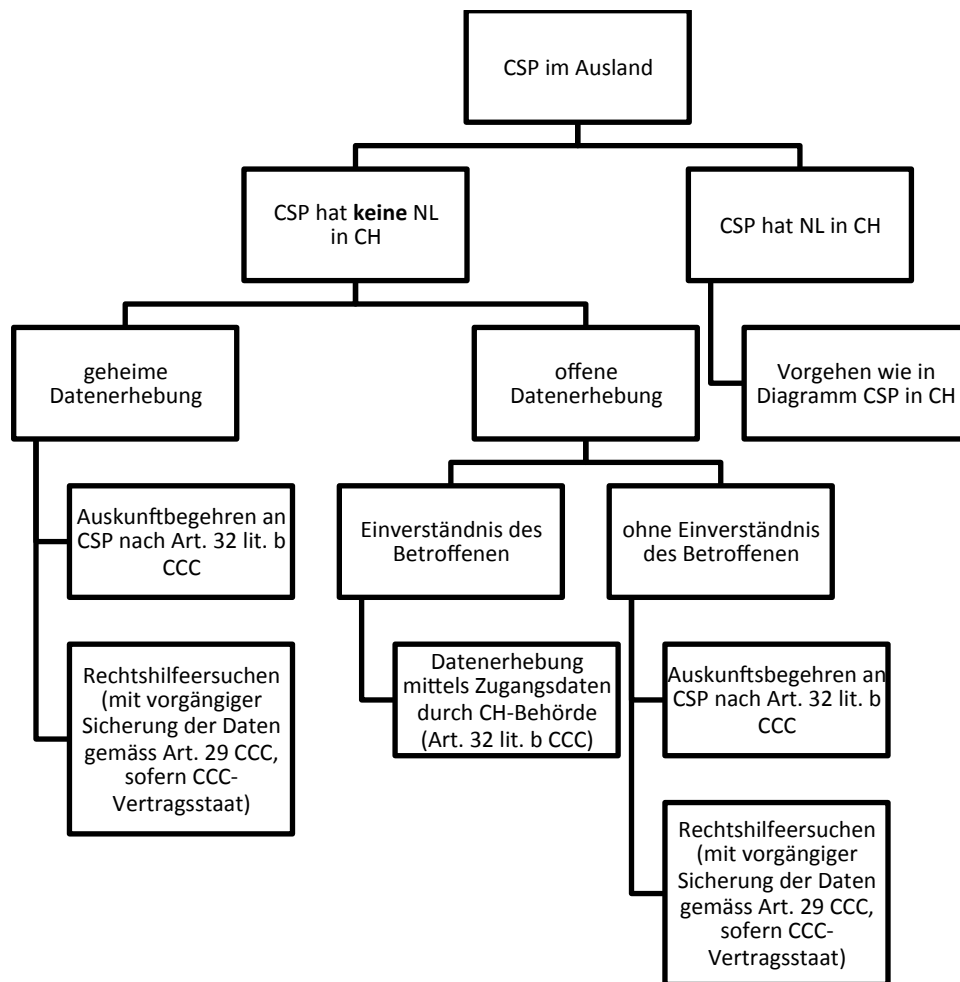 CSP im Ausland
CSP hat keine NL
in CH
CSP hat NL in CH
geheime
Datenerhebung
offene
Datenerhebung
Vorgehen wie in
Diagramm CSP in CH
Auskunftbegehren an
CSP nach Art. 32 lit. b
CCC
Einverständnis des
Betroffenen
ohne Einverständnis
des Betroffenen
Rechtshilfeersuchen
(mit vorgängiger
Sicherung der Daten
gemäss Art. 29 CCC,
sofern CCC-
Vertragsstaat)
Datenerhebung
mittels Zugangsdaten
durch CH-Behörde
(Art. 32 lit. b CCC)
Auskunftsbegehren an
CSP nach Art. 32 lit. b
CCC
Rechtshilfeersuchen
(mit vorgängiger
Sicherung der Daten
gemäss Art. 29 CCC,
sofern CCC-
Vertragsstaat)